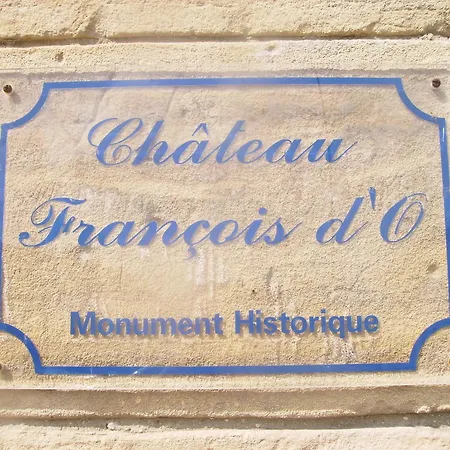 Château
François d'O
Monument Historique